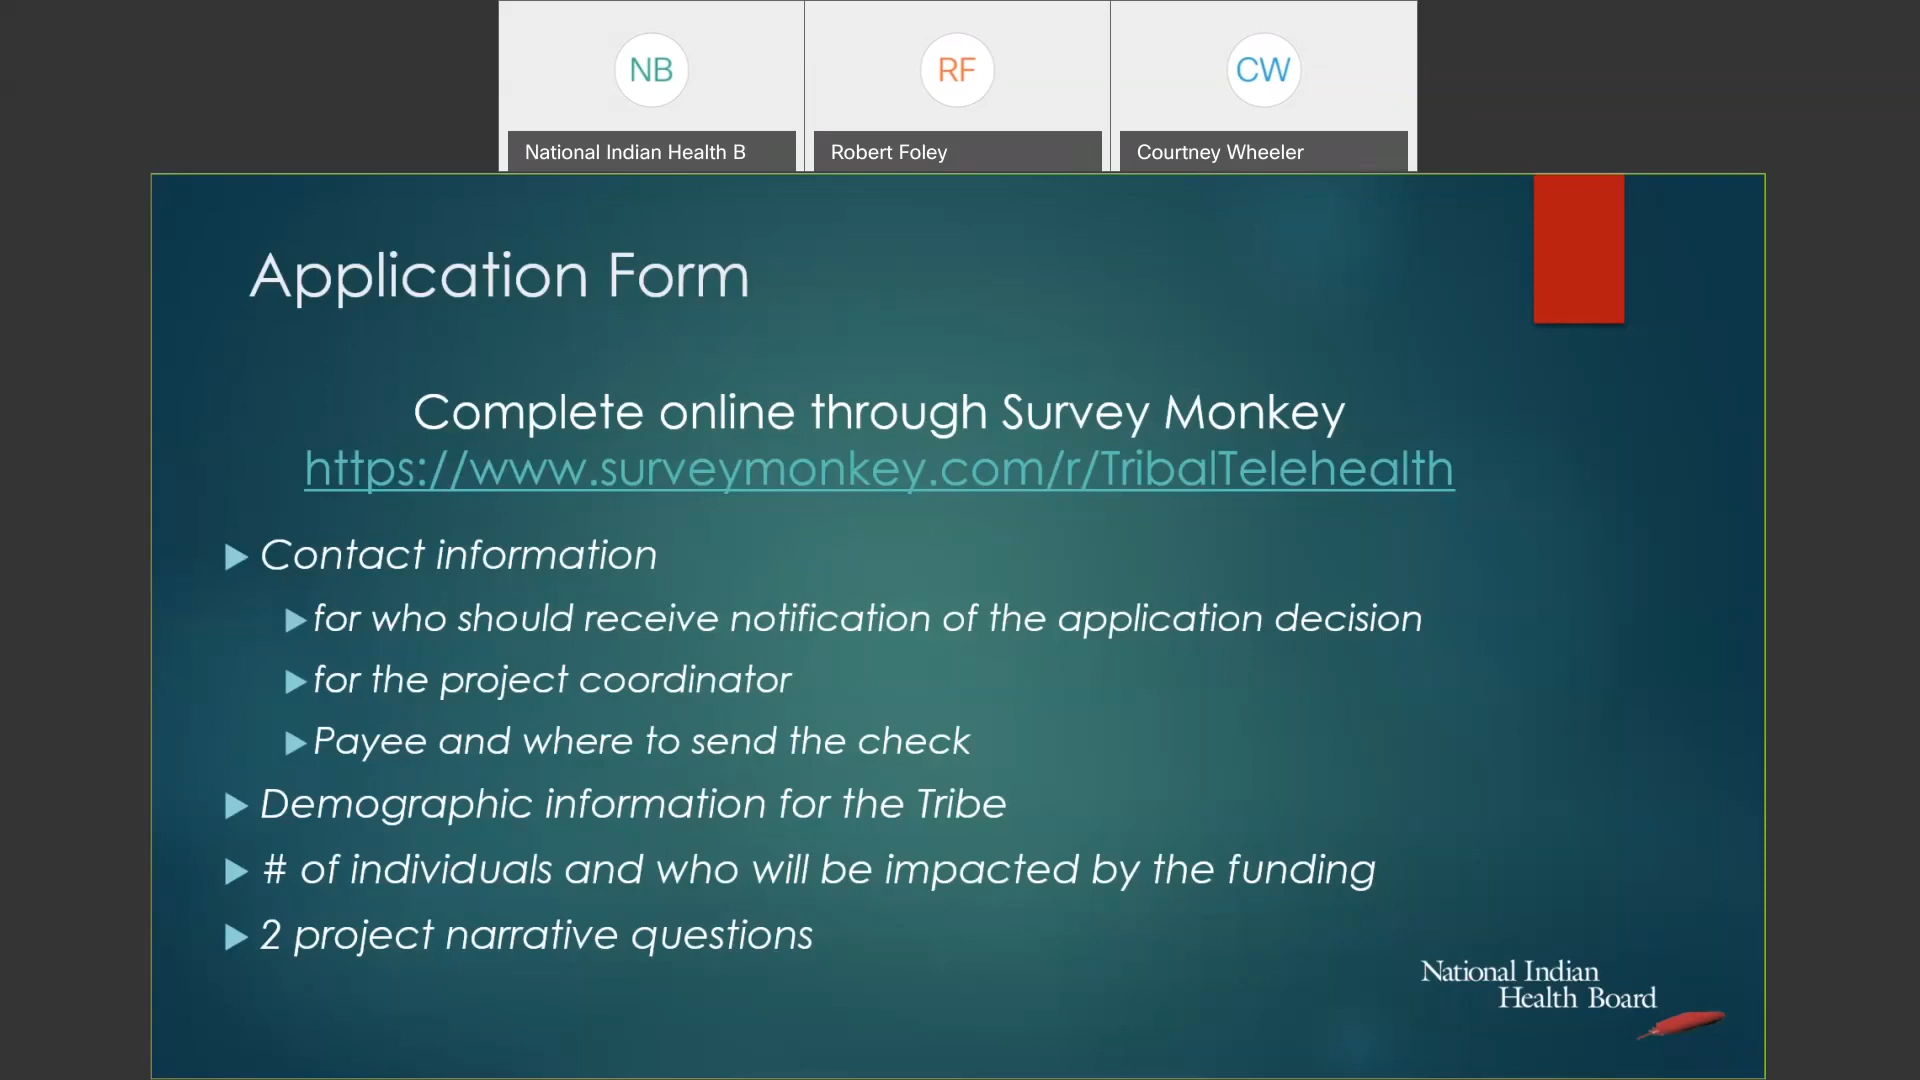 NB
RF
CW
National Indian Health B
Robert Foley
Courtney Wheeler
Application Form
Complete online through Survey Monkey
https://www.surveymonkey.com/r/TribalTelehealth
Contact information
for who should receive notification of the application decision
for the project coordinator
Payee and where to send the check
Demographic information for the Tribe
# of individuals and who will be impacted by the funding
2 project narrative questions
National Indian
Health Board